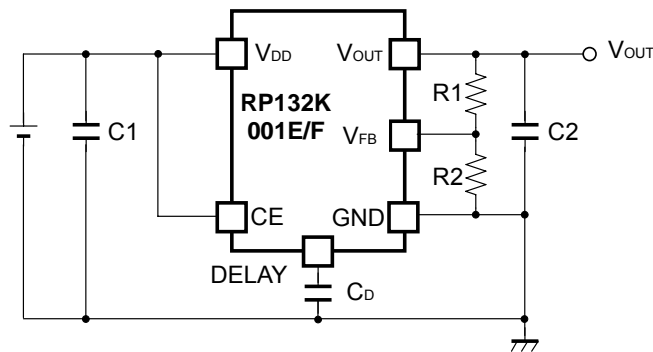 VDD
VOUT
VOUT
RP132K
001E/F
R1
C1
VFB
C2
R2
CE
GND
DELAY
CD